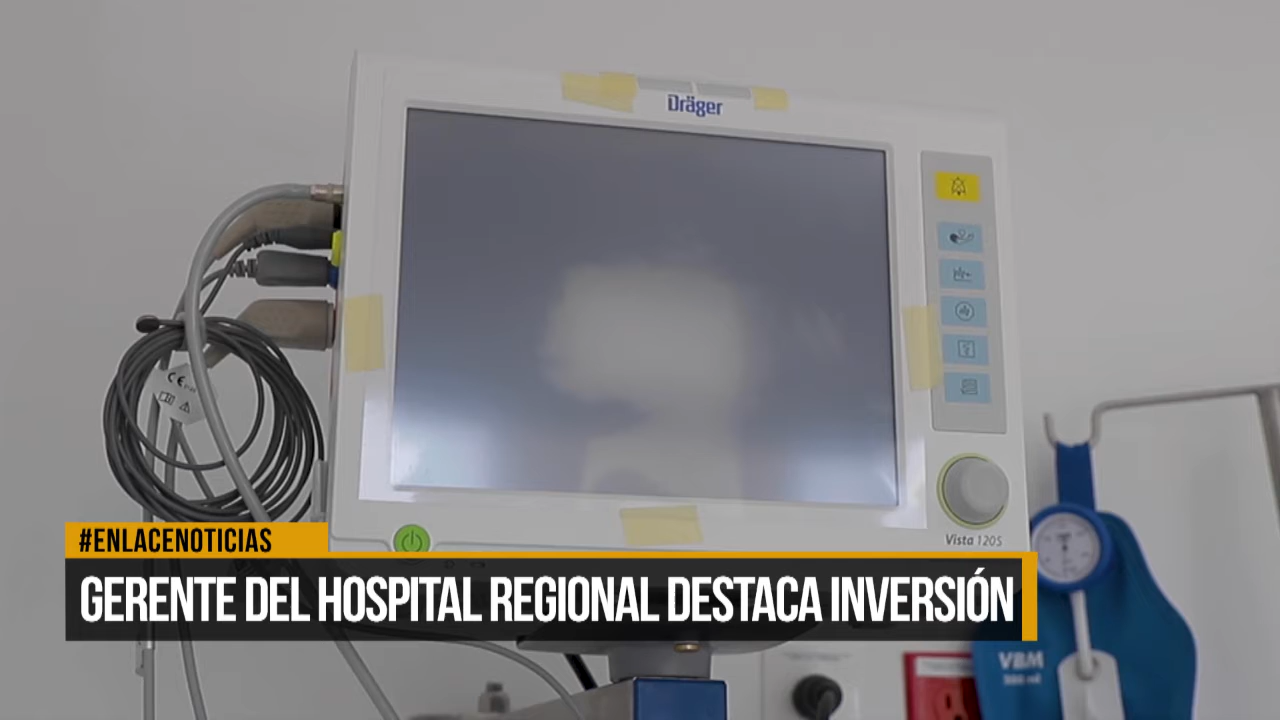 Dräger
Vista 120S
#ENLACENOTICIAS
GERENTE DEL HOSPITAL REGIONAL DESTACA INVERSIÓN
VBM